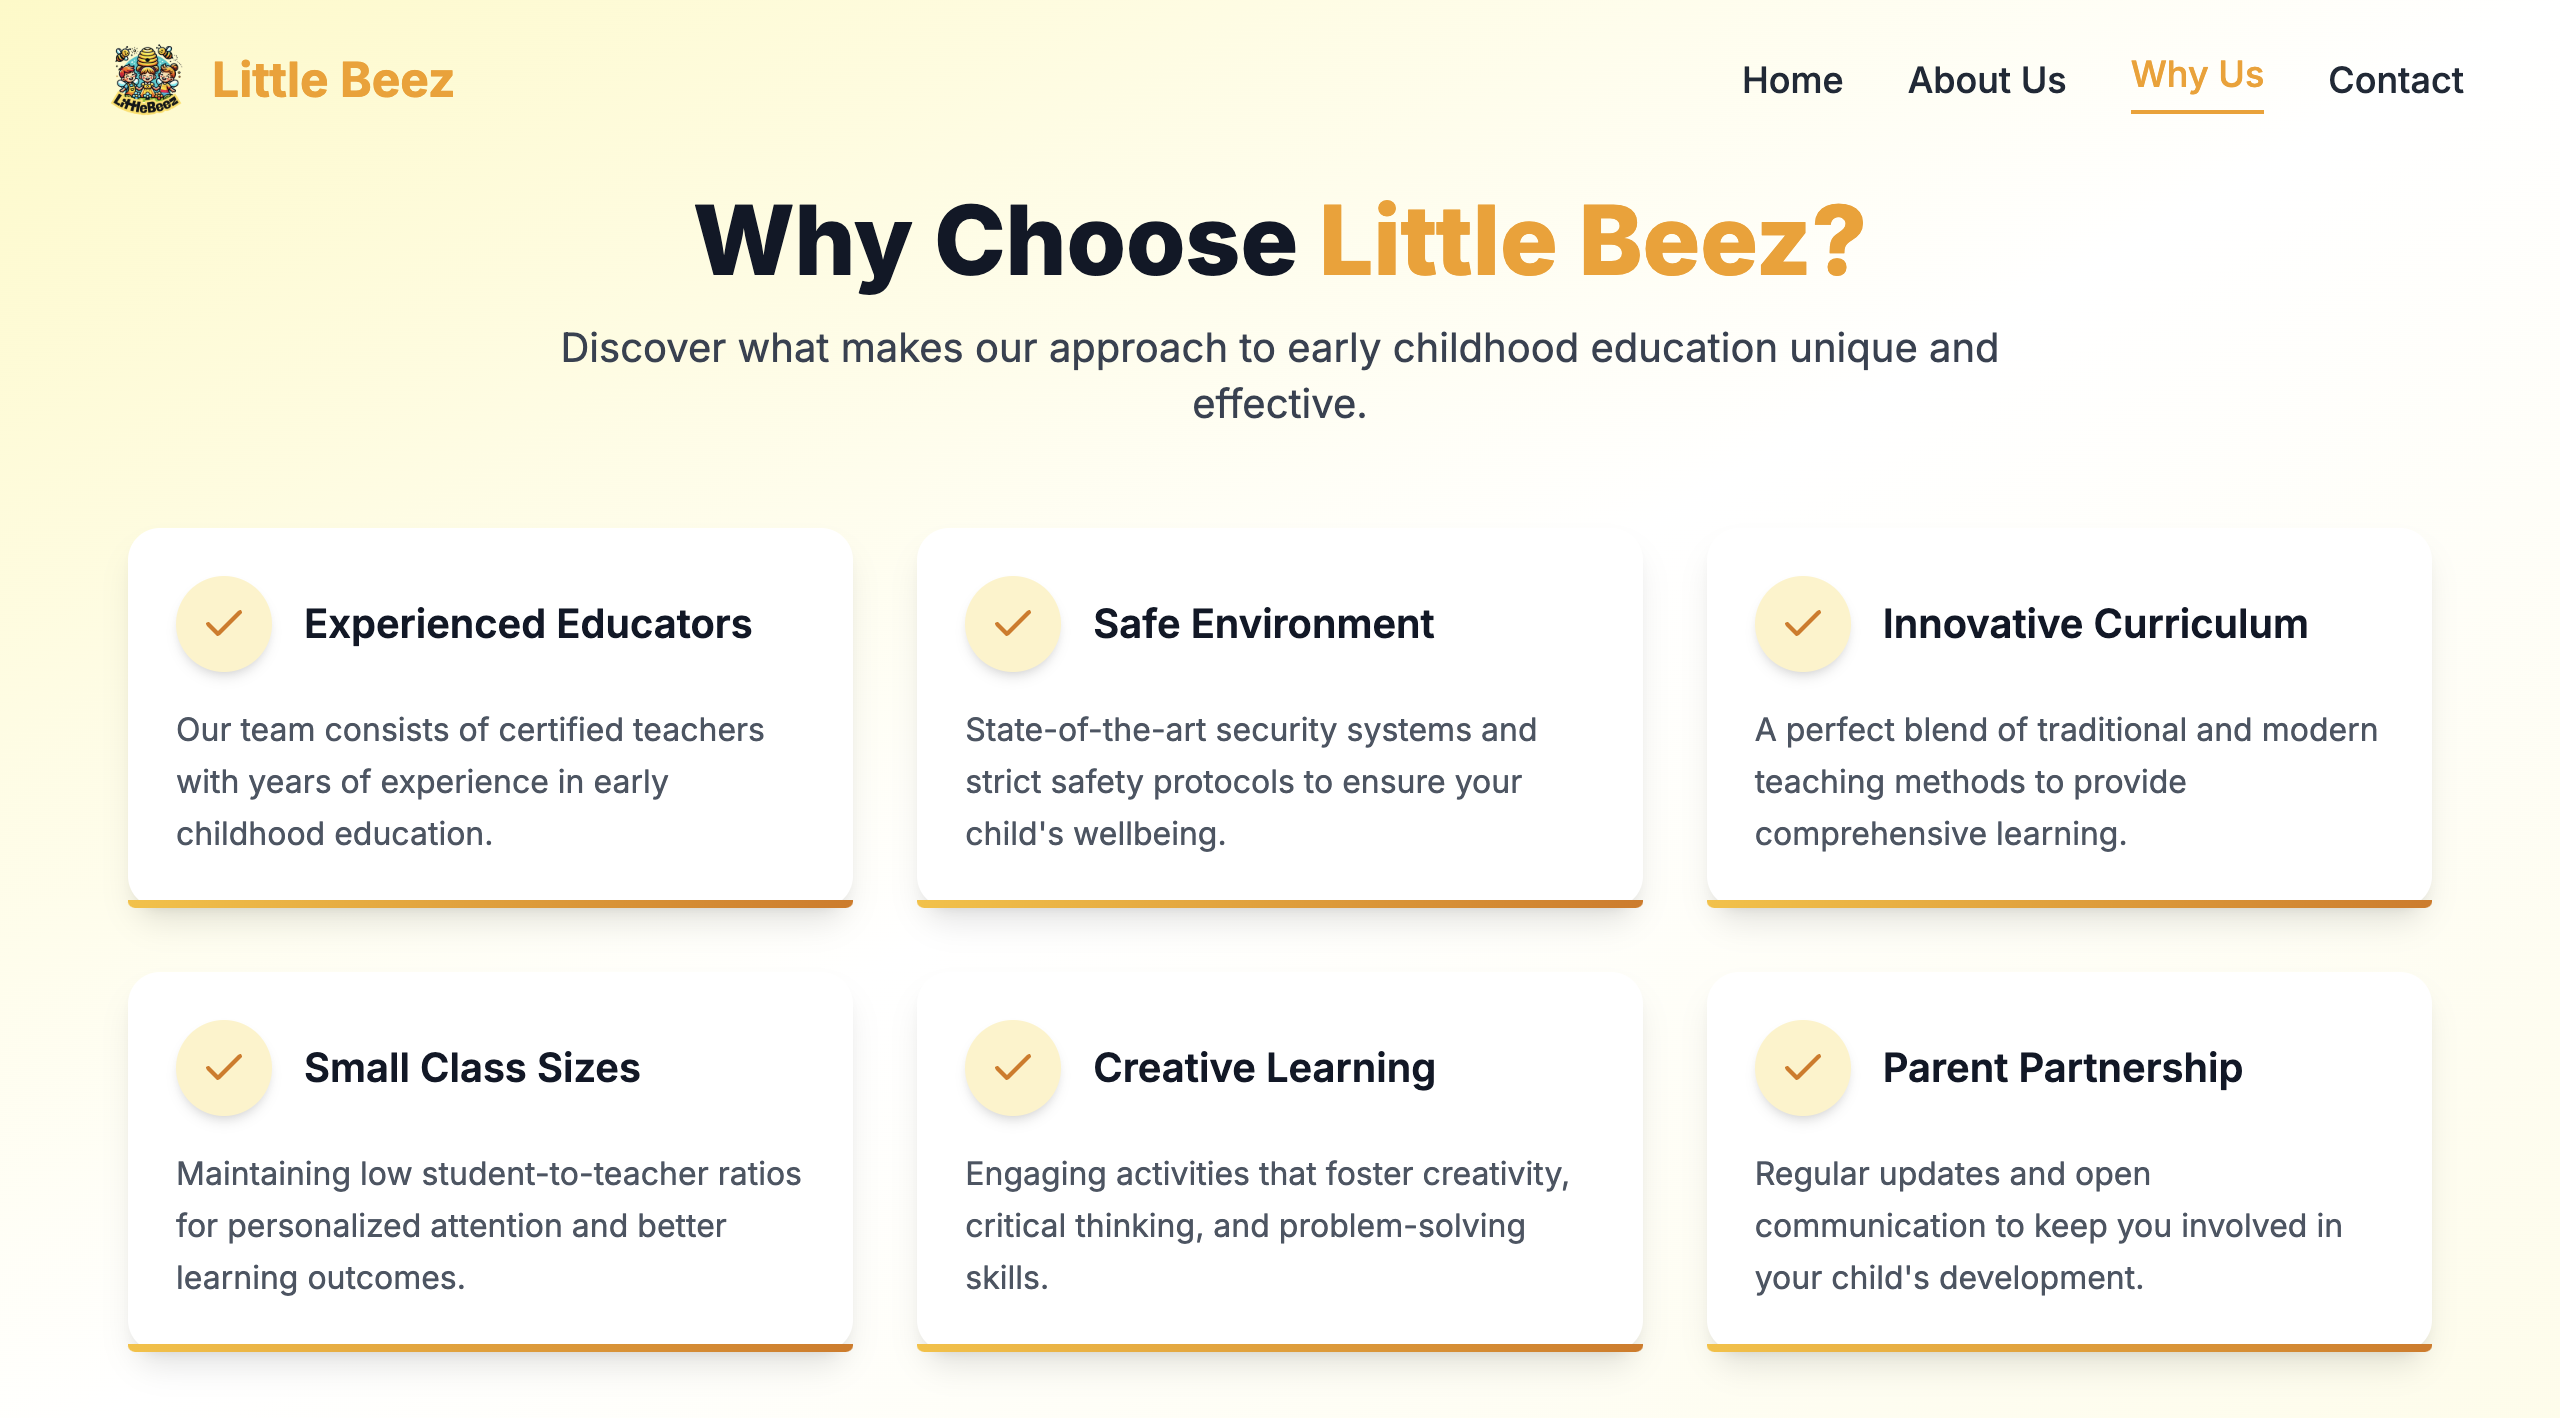 LittleBeez
Little Beez
Home
About Us
Why Us
Contact
Why Choose Little Beez?
Discover what makes our approach to early childhood education unique and
effective.
Experienced Educators
Our team consists of certified teachers
with years of experience in early
childhood education.
Safe Environment
State-of-the-art security systems and
strict safety protocols to ensure your
child's wellbeing.
Innovative Curriculum
A perfect blend of traditional and modern
teaching methods to provide
comprehensive learning.
Small Class Sizes
Maintaining low student-to-teacher ratios
for personalized attention and better
learning outcomes.
Creative Learning
Engaging activities that foster creativity,
critical thinking, and problem-solving
skills.
Parent Partnership
Regular updates and open
communication to keep you involved in
your child's development.